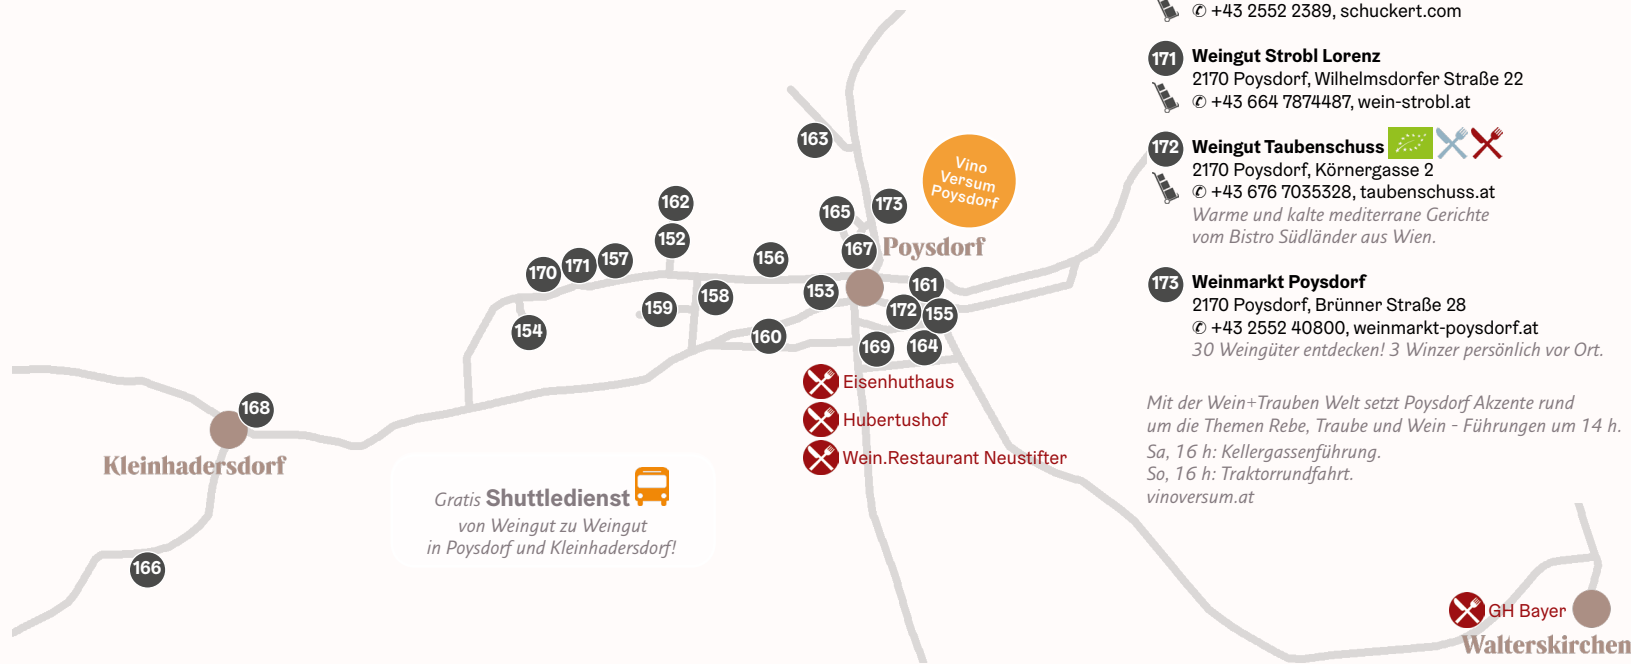 ✆ +43 2552 2389, schuckert.com
171 Weingut Strobl Lorenz
2170 Poysdorf, Wilhelmsdorfer Straße 22
✆ +43 664 7874487, wein-strobl.at
172 Weingut Taubenschuss
2170 Poysdorf, Körnergasse 2
✆ +43 676 7035328, taubenschuss.at
Warme und kalte mediterrane Gerichte
vom Bistro Südländer aus Wien.
173 Weinmarkt Poysdorf
2170 Poysdorf, Brünner Straße 28
✆ +43 2552 40800, weinmarkt-poysdorf.at
30 Weingüter entdecken! 3 Winzer persönlich vor Ort.
Mit der Wein+Trauben Welt setzt Poysdorf Akzente rund
um die Themen Rebe, Traube und Wein - Führungen um 14 h.
Sa, 16 h: Kellergassenführung.
So, 16 h: Traktorrundfahrt.
vinoversum.at
163
Vino
Versum
Poysdorf
162
165
173
152
167
Poysdorf
156
157
171
170
153
161
158
159
172
155
154
160
169
164
Eisenhuthaus
Hubertushof
Wein.Restaurant Neustifter
168
Kleinhadersdorf
Gratis Shuttledienst
von Weingut zu Weingut
in Poysdorf und Kleinhadersdorf!
166
GH Bayer
Walterskirchen